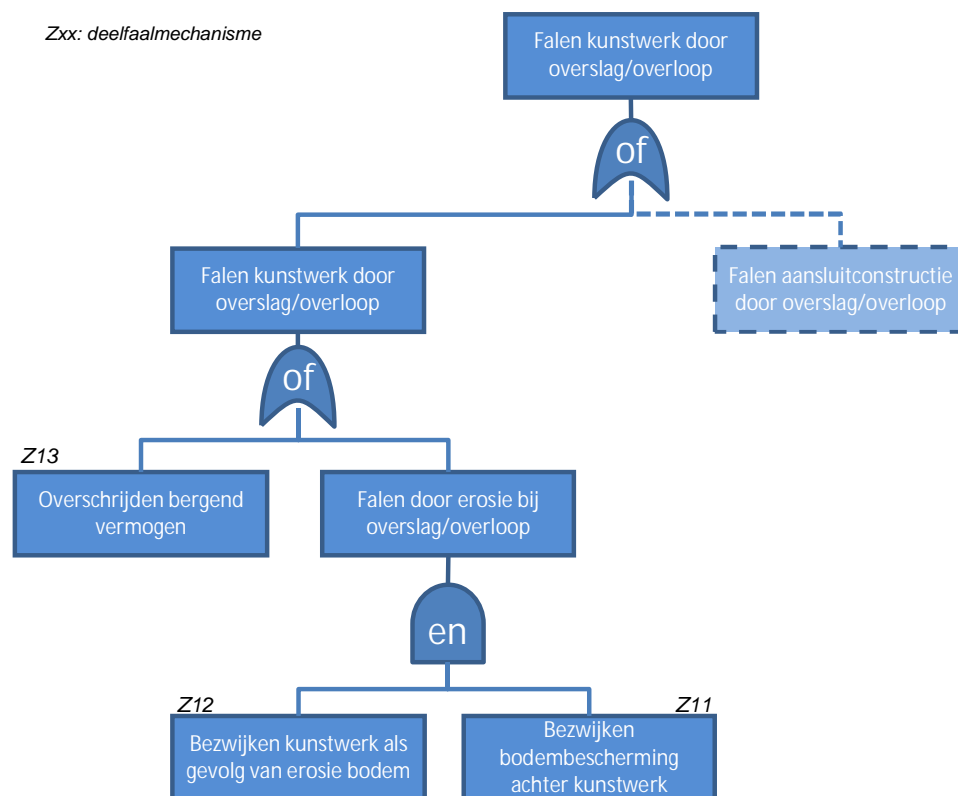 Zxx: deelfaalmechanisme
Falen kunstwerk door
overslag/overloop
of
Falen kunstwerk door
overslag/overloop
Falen aansluitconstructie
door overslag/overloop
of
Z13
Overschrijden bergend
vermogen
Falen door erosie bij
overslag/overloop
en
Z12
Bezwijken kunstwerk als
gevolg van erosie bodem
Z11
Bezwijken
bodembescherming
achter kunstwerk